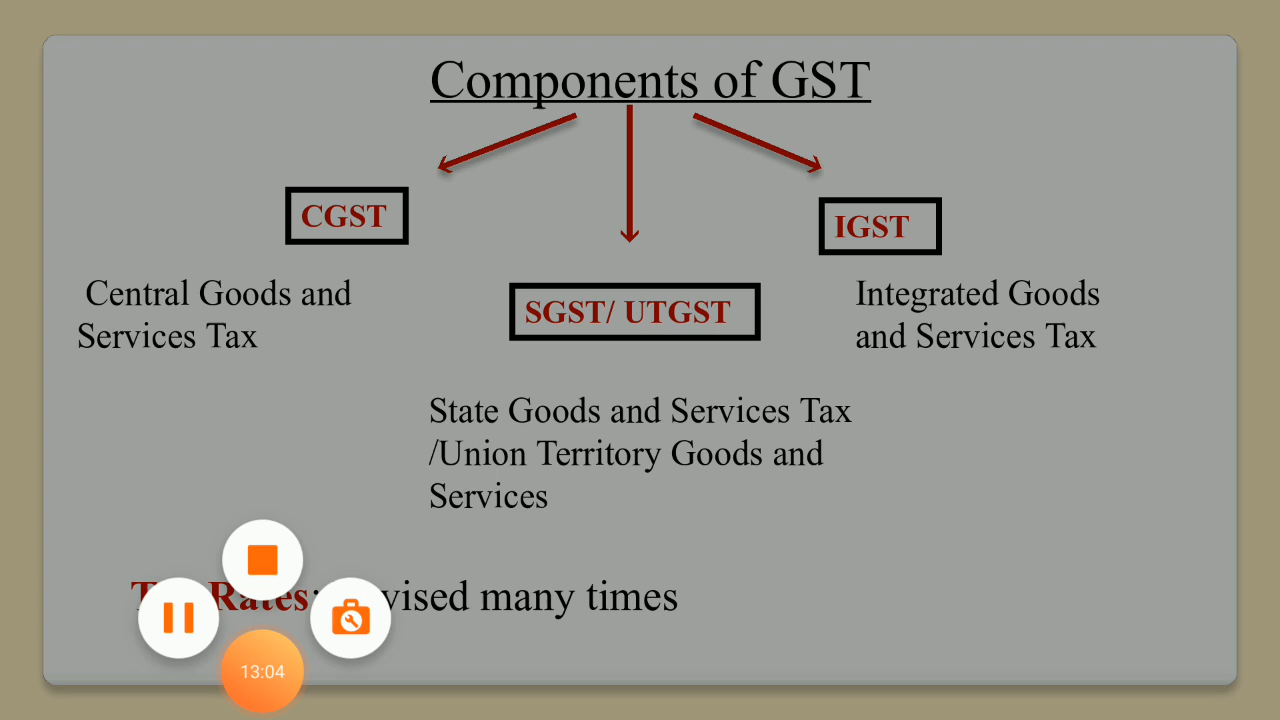 Components of GST
CGST
Central Goods and
Services Tax
SGST/ UTGST
State Goods and Services Tax
/Union Territory Goods and
Services
IGST
Integrated Goods
and Services Tax
Rates: many times
13:04